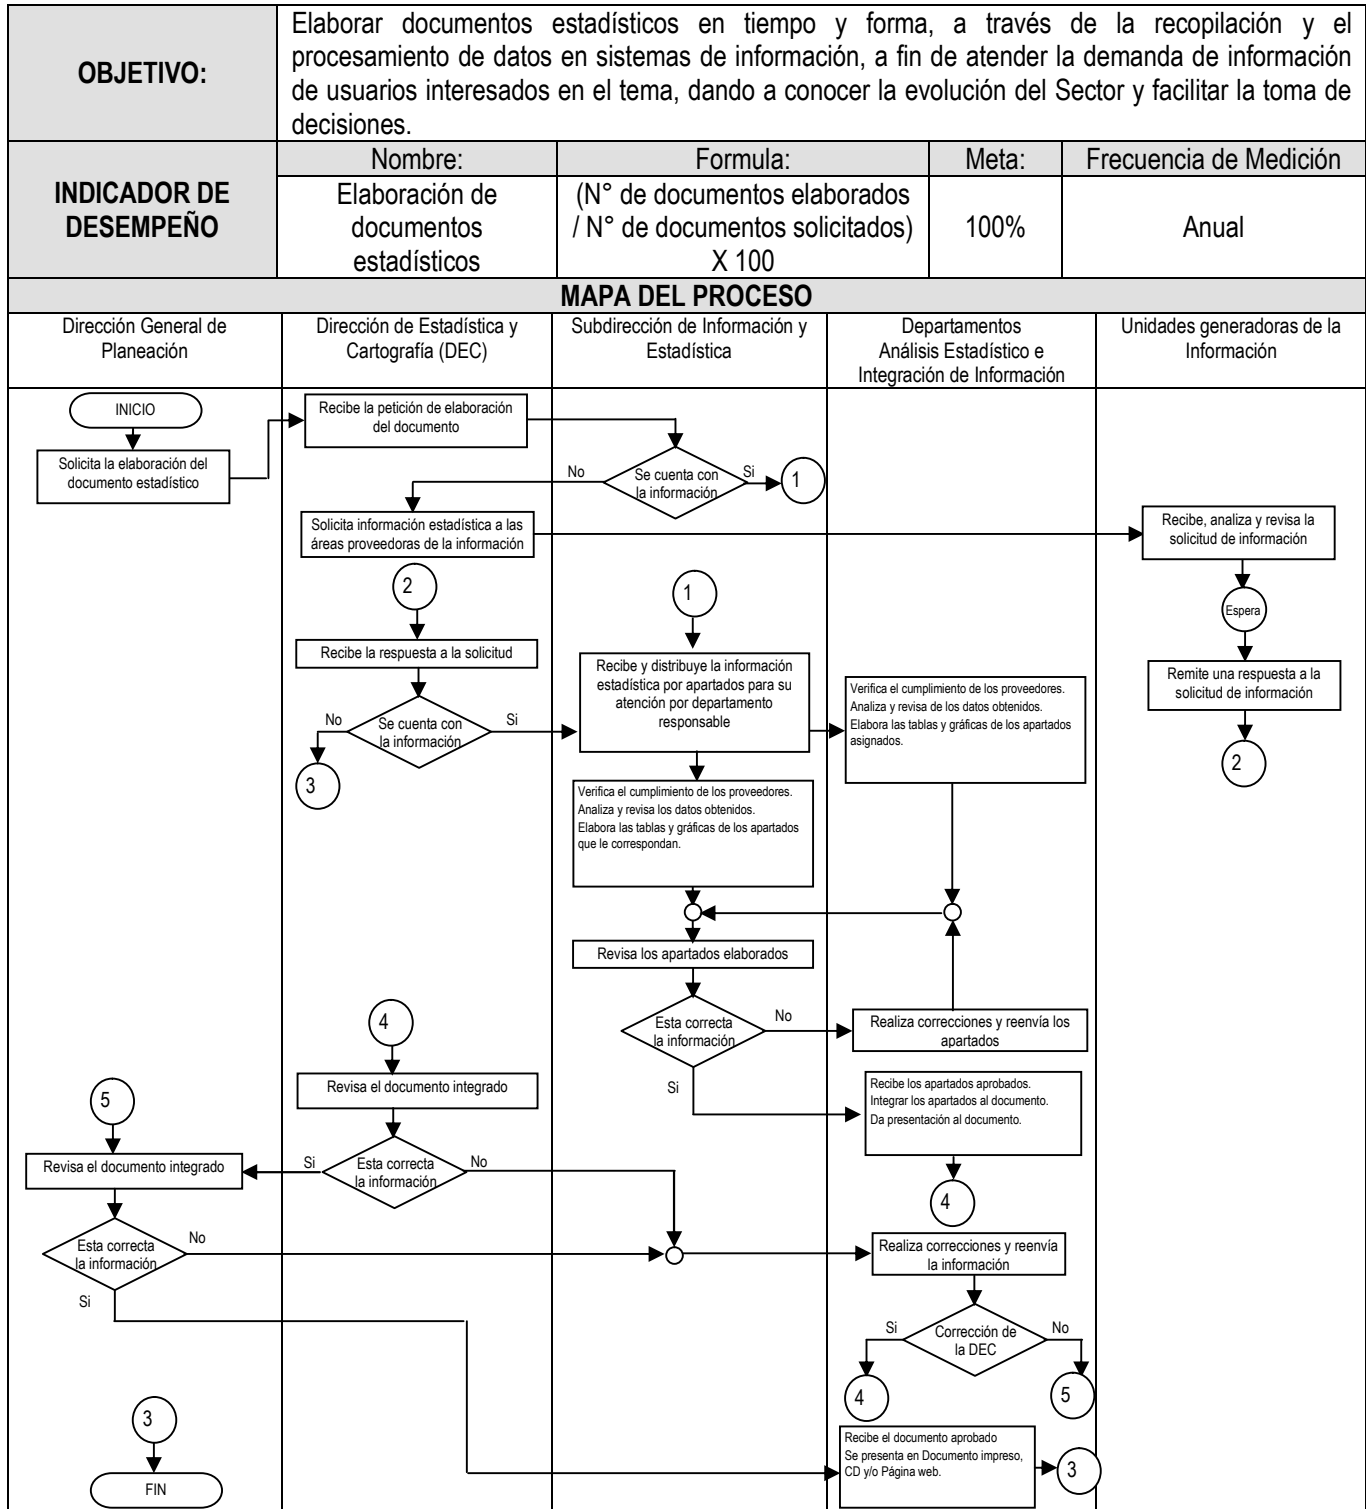 OBJETIVO:
Elaborar documentos estadísticos en tiempo y forma, a través de la recopilación y el
procesamiento de datos en sistemas de información, a fin de atender la demanda de información
de usuarios interesados en el tema, dando a conocer la evolución del Sector y facilitar la toma de
decisiones.
INDICADOR DE
DESEMPEÑO
Nombre:
Formula:
Meta:
Frecuencia de Medición
Elaboración de
documentos
estadísticos
(N° de documentos elaborados
/ N° de documentos solicitados)
X 100
100%
Anual
MAPA DEL PROCESO
Dirección General de
Planeación
Dirección de Estadística y
Cartografía (DEC)
Subdirección de Información y
Estadística
Departamentos
Análisis Estadístico e
Integración de Información
Unidades generadoras de la
Información
INICIO
Solicita la elaboración del
documento estadístico
Recibe la petición de elaboración
del documento
Se cuenta con
la información
No
Si
1
Solicita información estadística a las
áreas proveedoras de la información
Recibe, analiza y revisa la
solicitud de información
Espera
Remite una respuesta a la
solicitud de información
2
2
Recibe la respuesta a la solicitud
Se cuenta con
la información
No
Si
3
1
Recibe y distribuye la información
estadística por apartados para su
atención por departamento
responsable
Verifica el cumplimiento de los proveedores.
Analiza y revisa de los datos obtenidos.
Elabora las tablas y gráficas de los apartados
asignados.
Verifica el cumplimiento de los proveedores.
Analiza y revisa los datos obtenidos.
Elabora las tablas y gráficas de los apartados
que le correspondan.
Revisa los apartados elaborados
Esta correcta
la información
No
Si
Realiza correcciones y reenvía los
apartados
Recibe los apartados aprobados.
Integrar los apartados al documento.
Da presentación al documento.
4
4
Revisa el documento integrado
Esta correcta
la información
Si
No
5
Revisa el documento integrado
Esta correcta
la información
No
Si
Realiza correcciones y reenvía
la información
Corrección de
la DEC
Si
No
4
5
Recibe el documento aprobado
Se presenta en Documento impreso,
CD y/o Página web.
3
3
FIN